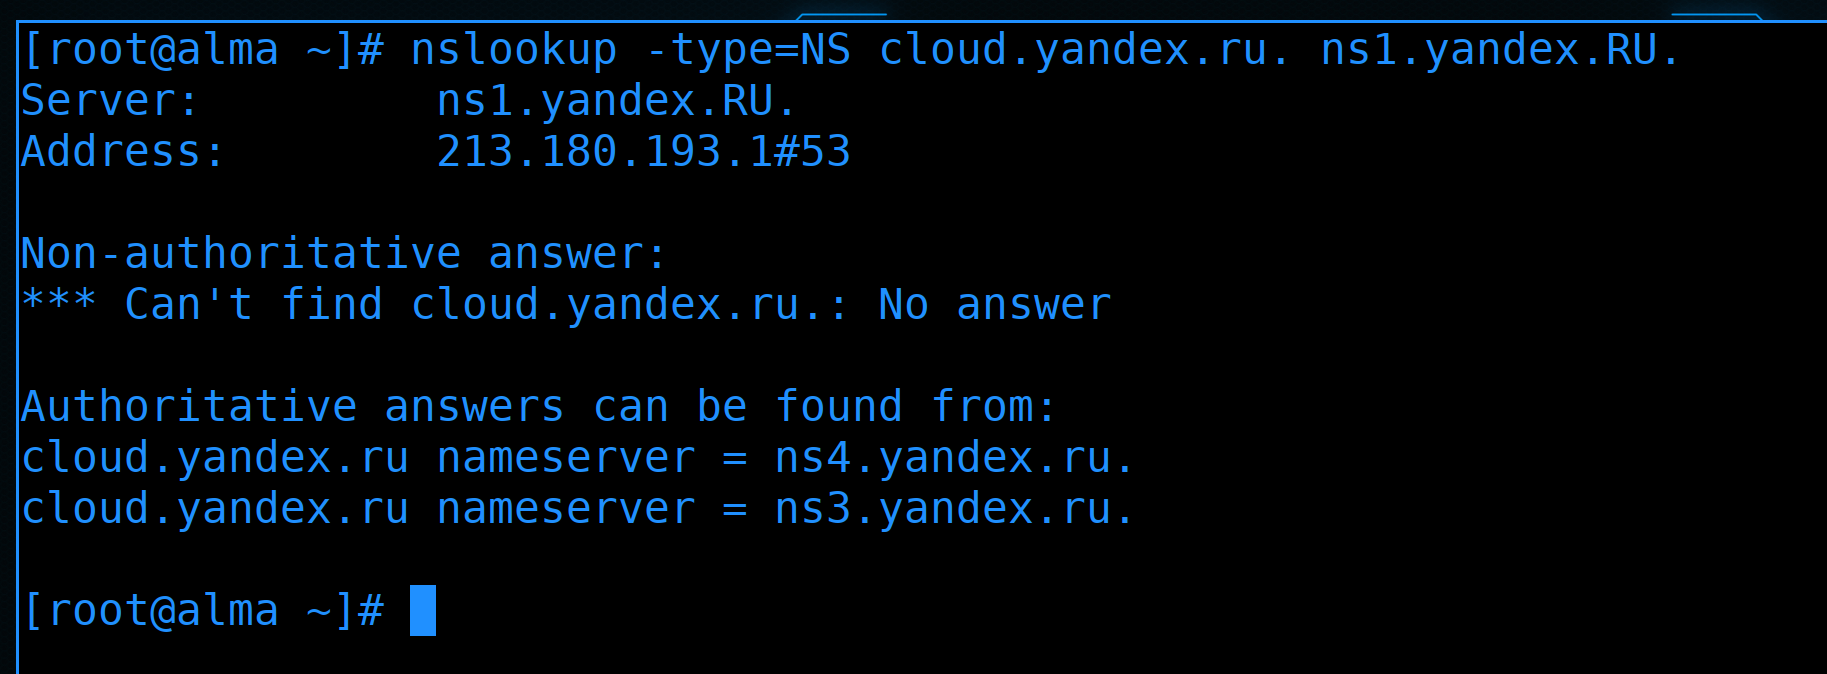 [root@alma ~]# nslookup -type=NS cloud.yandex.ru. ns1.yandex.RU.
Server:         ns1.yandex.RU.
Address:        213.180.193.1#53

Non-authoritative answer:
*** Can't find cloud.yandex.ru.: No answer

Authoritative answers can be found from:
cloud.yandex.ru nameserver = ns4.yandex.ru.
cloud.yandex.ru nameserver = ns3.yandex.ru.

[root@alma ~]#